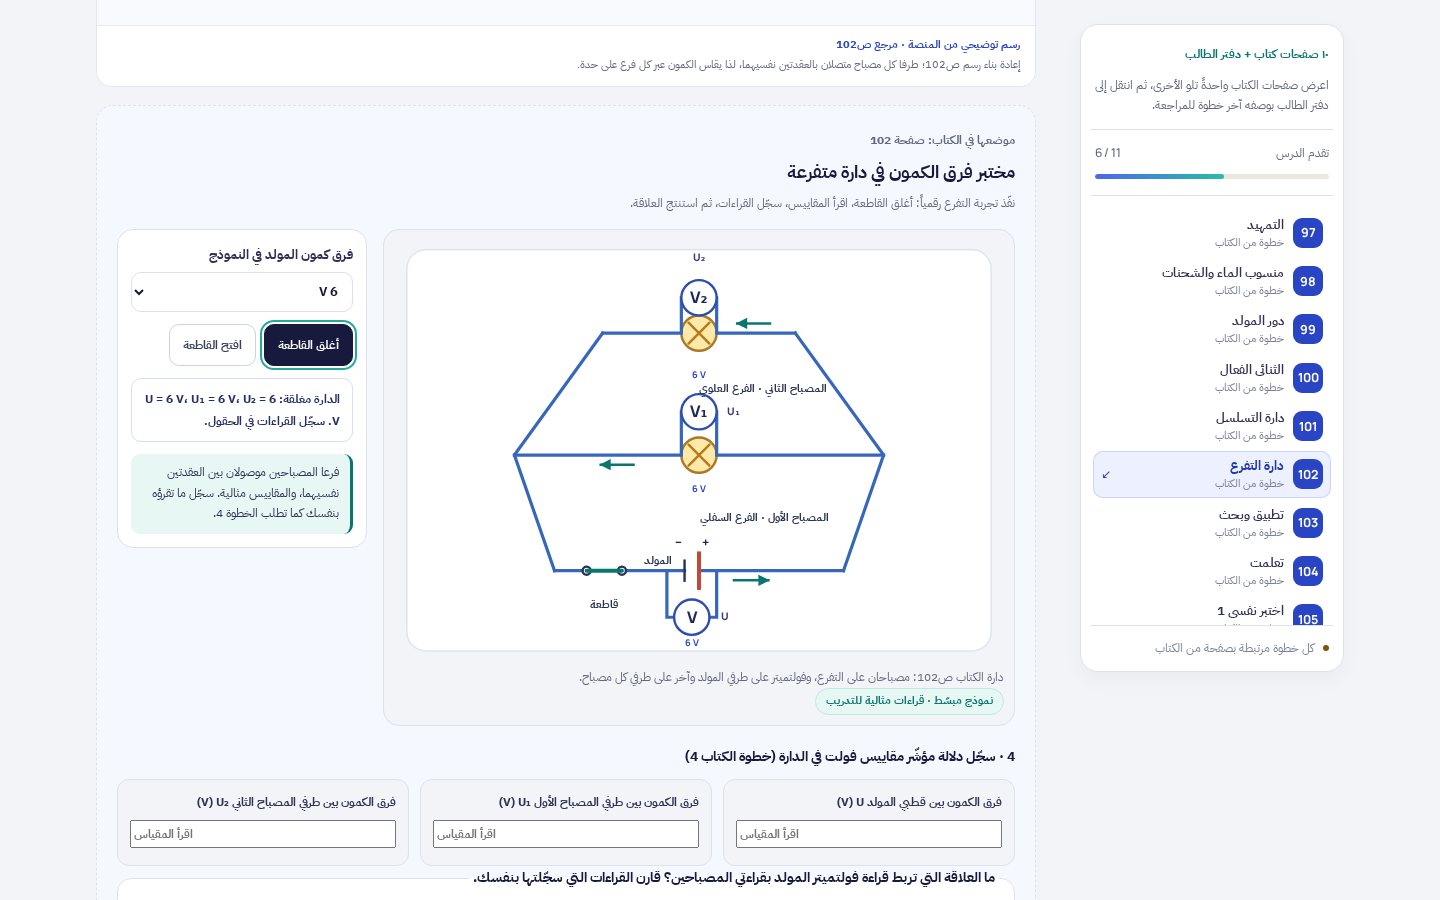 ١٠ صفحات كتاب + دفتر الطالب
اعرض صفحات الكتاب واحدةً تلو الأخرى، ثم انتقل إلى
دفتر الطالب بوصفه آخر خطوة للمراجعة.
تقدم الدرس
6 / 11
97
التمهيد
خطوة من الكتاب
98
منسوب الماء والشحنات
خطوة من الكتاب
99
دور المولد
خطوة من الكتاب
100
الثنائي الفعال
خطوة من الكتاب
101
دارة التسلسل
خطوة من الكتاب
102
دارة التفرع
خطوة من الكتاب
↙
103
تطبيق وبحث
خطوة من الكتاب
104
تعلمت
خطوة من الكتاب
105
اختبر نفسي 1
كل خطوة مرتبطة بصفحة من الكتاب
رسم توضيحي من المنصة · مرجع ص102
إعادة بناء رسم ص102؛ طرفا كل مصباح متصلان بالعقدتين نفسيهما، لذا يقاس الكمون عبر كل فرع على حدة.
موضعها في الكتاب: صفحة 102
مختبر فرق الكمون في دارة متفرعة
نفّذ تجربة التفرع رقمياً: أغلق القاطعة، اقرأ المقاييس، سجّل القراءات، ثم استنتج العلاقة.
U₂
V₂
6 V
المصباح الثاني · الفرع العلوي
V₁
U₁
6 V
المصباح الأول · الفرع السفلي
− +
المولد
قاطعة
V
U
6 V
دارة الكتاب ص102: مصباحان على التفرع، وفولتميتر على طرفي المولد وآخر على طرفي كل مصباح.
نموذج مبسّط · قراءات مثالية للتدريب
فرق كمون المولد في النموذج
6 V
أغلق القاطعة
افتح القاطعة
الدارة مغلقة: U = 6 V، U₁ = 6 V، U₂ = 6
V. سجّل القراءات في الحقول.
فرعا المصباحين موصولان بين العقدتين
نفسيهما، والمقاييس مثالية. سجّل ما تقرؤه
بنفسك كما تطلب الخطوة 4.
4 · سجّل دلالة مؤشّر مقاييس فولت في الدارة (خطوة الكتاب 4)
فرق الكمون بين قطبي المولد U (V)
اقرأ المقياس
فرق الكمون بين طرفي المصباح الأول U₁ (V)
اقرأ المقياس
فرق الكمون بين طرفي المصباح الثاني U₂ (V)
اقرأ المقياس
ما العلاقة التي تربط قراءة فولتميتر المولد بقراءتي المصباحين؟ قارن القراءات التي سجّلتها بنفسك.